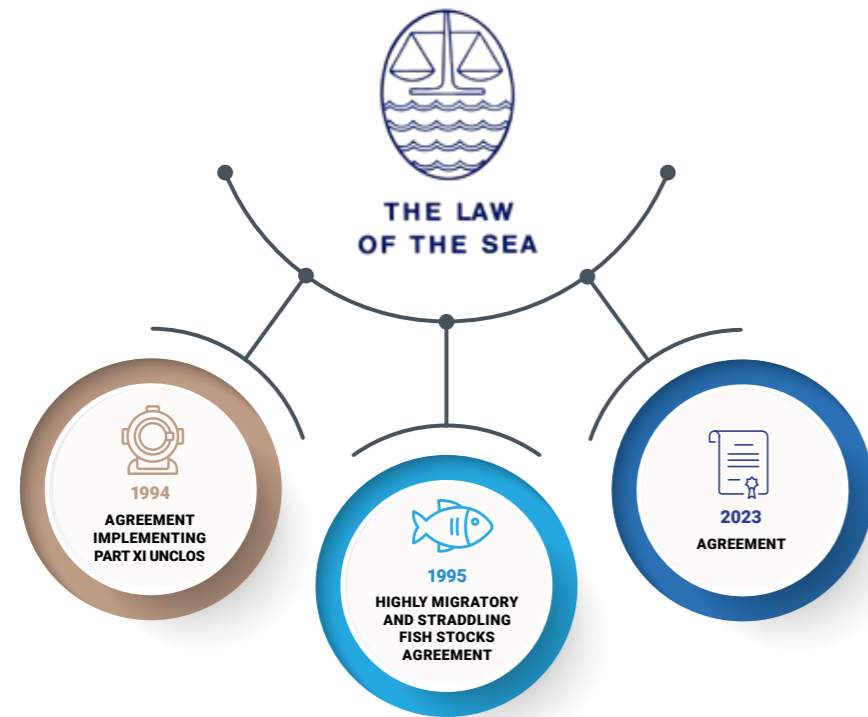 THE LAW
OF THE SEA
1994
AGREEMENT
IMPLEMENTING
PART XI UNCLOS
1995
HIGHLY MIGRATORY
AND STRADDLING
FISH STOCKS
AGREEMENT
2023
AGREEMENT